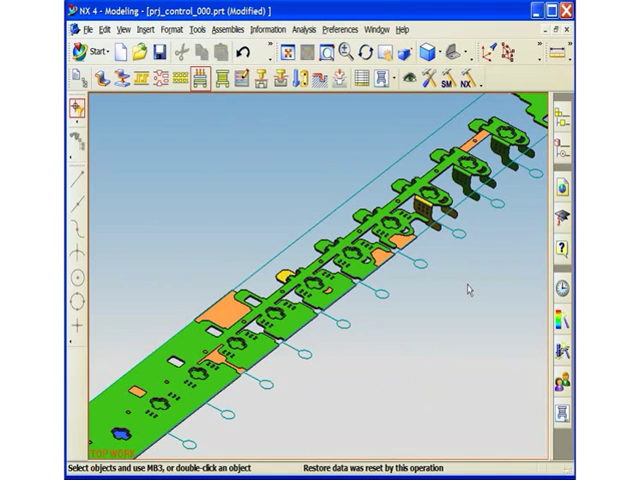 NX 4 - Modeling - [prj_control_000.prt (Modified) ]
File Edit View Insert Format Tools Assemblies Information Analysis Preferences Window Help
Start
SM NX
TOP WORK
Select objects and use MB3, or double-click an object Restore data was reset by this operation